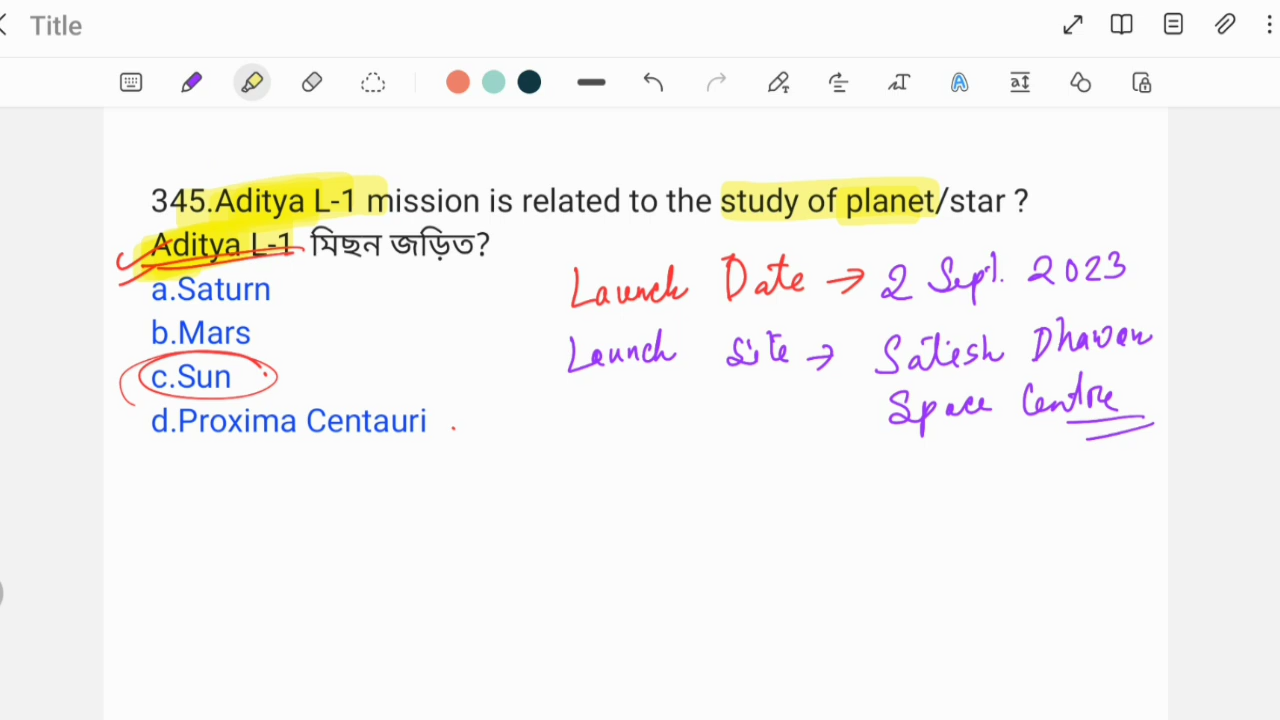 Title
345.Aditya L-1 mission is related to the study of planet/star ?
Aditya L-1 মিছন জড়িত?
a.Saturn
b.Mars
c.Sun
d.Proxima Centauri
Launch Date → 2 Sept. 2023
Launch Site → Satish Dhawan
Space Centre